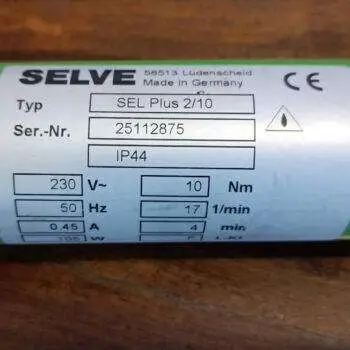 SELVE 58513 Lüdenscheid CE
Made in Germany
Typ SEL Plus 2/10
Ser.-Nr. 25112875
IP44
230 V~ 10 Nm
50 Hz 17 1/min
0.45 A 4 min